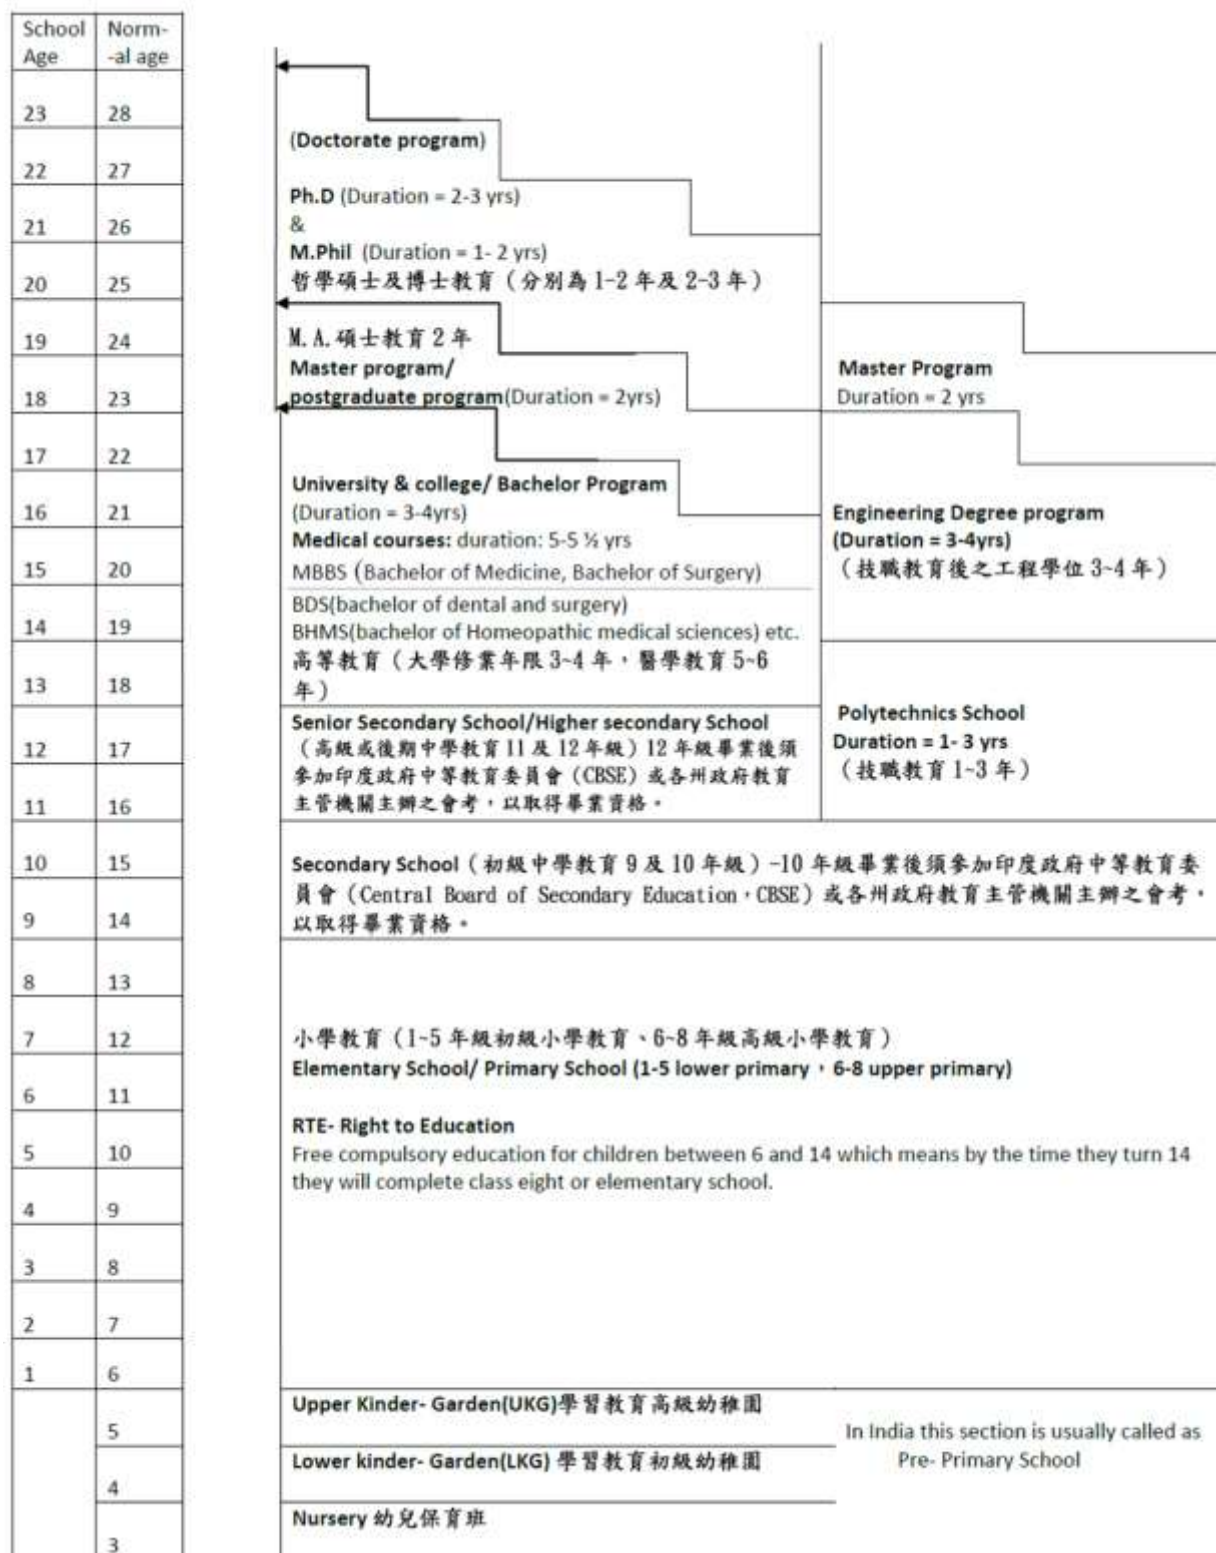 School Age
Norm-
-al age
23 28
22 27
21 26
20 25
19 24
18 23
17 22
16 21
15 20
14 19
13 18
12 17
11 16
10 15
9 14
8 13
7 12
6 11
5 10
4 9
3 8
2 7
1 6
5
4
3
(Doctorate program)
Ph.D (Duration = 2-3 yrs)
&
M.Phil (Duration = 1- 2 yrs)
哲學碩士及博士教育（分別為 1-2 年及 2-3 年）
M.A.碩士教育 2 年
Master program/
postgraduate program(Duration = 2yrs)
Master Program
Duration = 2 yrs
University & college/ Bachelor Program
(Duration = 3-4yrs)
Medical courses: duration: 5-5 ½ yrs
MBBS (Bachelor of Medicine, Bachelor of Surgery)
BDS(bachelor of dental and surgery)
BHMS(bachelor of Homeopathic medical sciences) etc.
高等教育（大學修業年限 3~4 年，醫學教育 5~6
年）
Engineering Degree program
(Duration = 3-4yrs)
（技職教育後之工程學位 3~4 年）
Senior Secondary School/Higher secondary School
（高級或後期中學教育 11 及 12 年級）12 年級畢業後須
參加印度政府中等教育委員會（CBSE）或各州政府教育
主管機關主辦之會考，以取得畢業資格。
Polytechnics School
Duration = 1- 3 yrs
（技職教育 1~3 年）
Secondary School（初級中學教育 9 及 10 年級）-10 年級畢業後須參加印度政府中等教育委
員會（Central Board of Secondary Education，CBSE）或各州政府教育主管機關主辦之會考，
以取得畢業資格。
小學教育（1~5 年級初級小學教育、6~8 年級高級小學教育）
Elementary School/ Primary School (1-5 lower primary，6-8 upper primary)
RTE- Right to Education
Free compulsory education for children between 6 and 14 which means by the time they turn 14
they will complete class eight or elementary school.
Upper Kinder- Garden(UKG)學習教育高級幼稚園
Lower kinder- Garden(LKG) 學習教育初級幼稚園
Nursery 幼兒保育班
In India this section is usually called as
Pre- Primary School